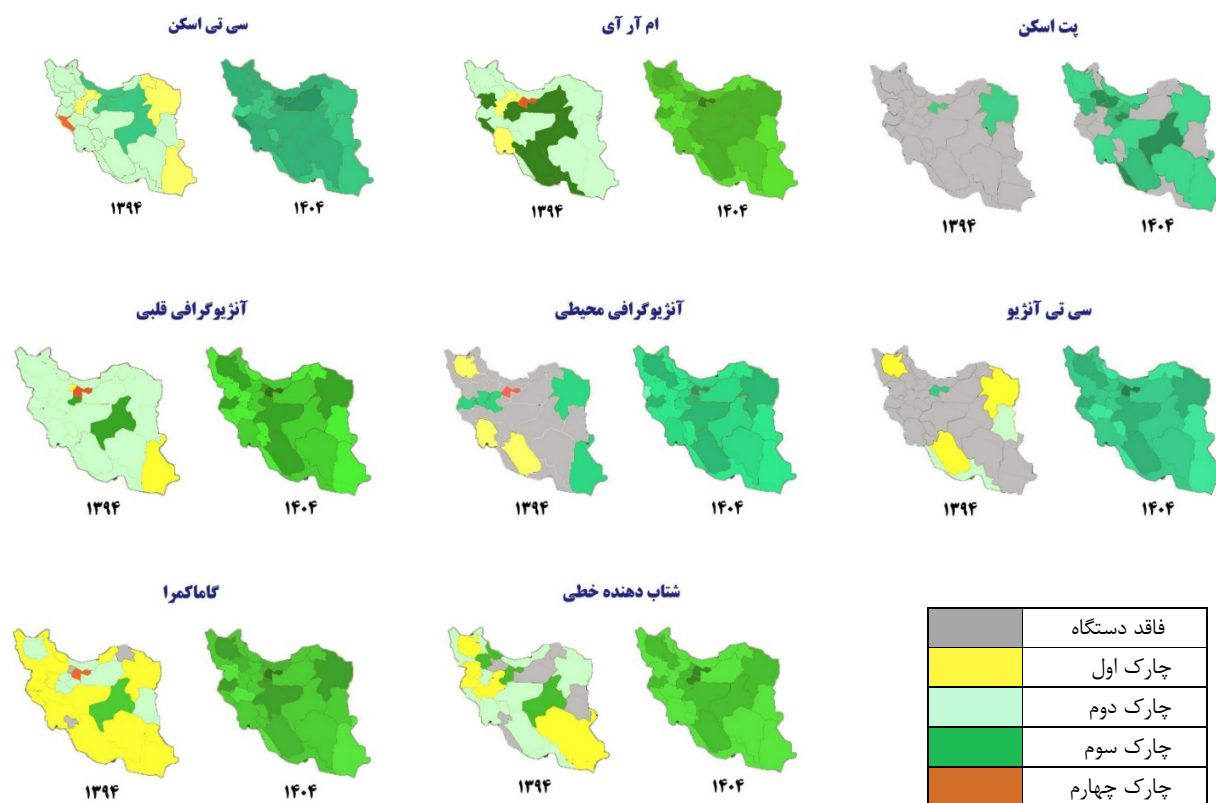 پت اسکن
ام آر آی
سی تی اسکن
۱۴۰۴
۱۳۹۴
۱۴۰۴
۱۳۹۴
۱۴۰۴
۱۳۹۴
سی تی آنژیو
آنژیوگرافی محیطی
آنژیوگرافی قلبی
۱۴۰۴
۱۳۹۴
۱۴۰۴
۱۳۹۴
۱۴۰۴
۱۳۹۴
شتاب دهنده خطی
گاماکمرا
۱۴۰۴
۱۳۹۴
۱۴۰۴
۱۳۹۴
فاقد دستگاه
چارک اول
چارک دوم
چارک سوم
چارک چهارم